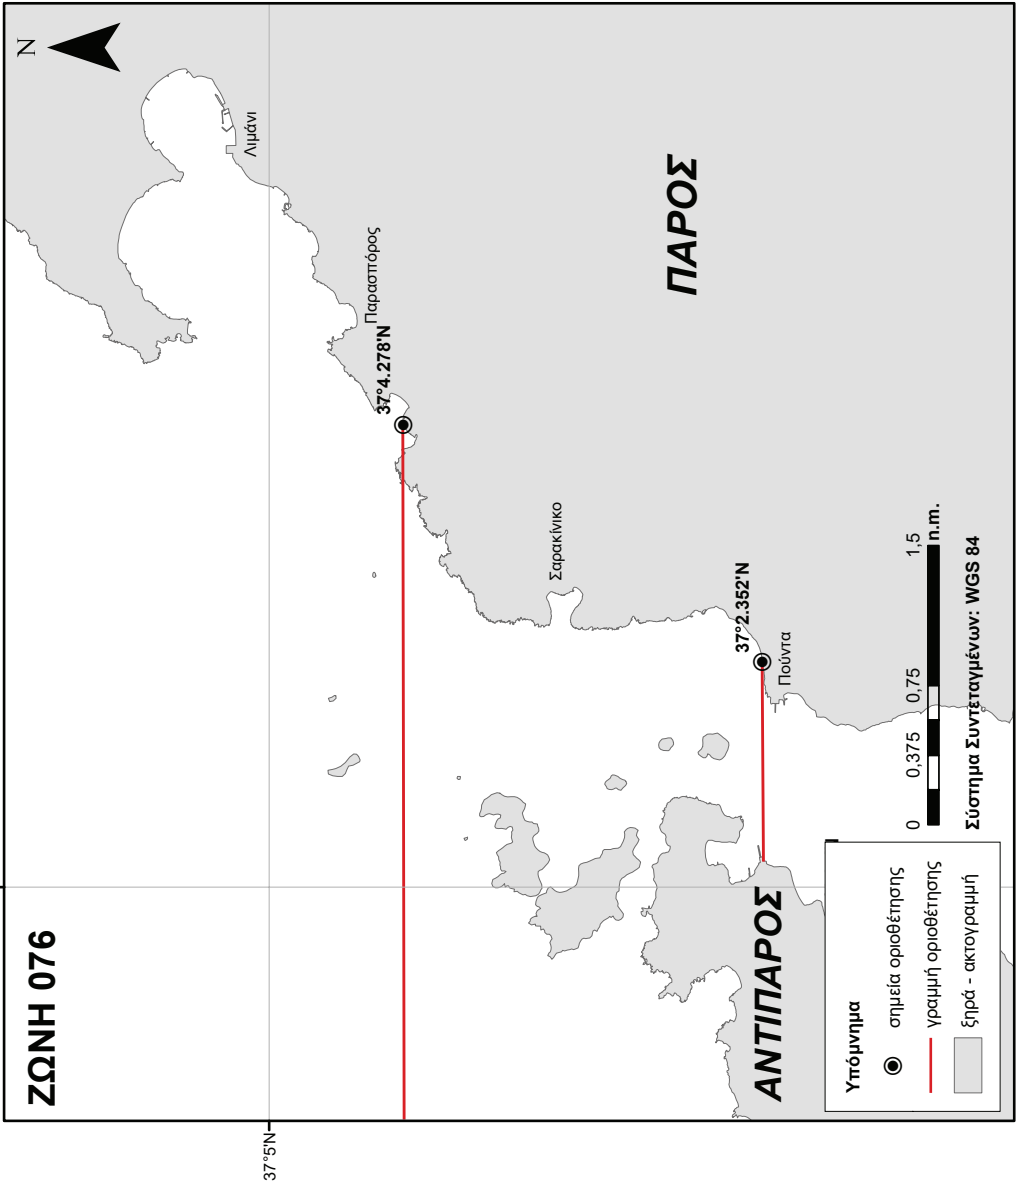 ΖΩΝΗ 076
N
Λιμάνι
37°5'N
Παρασπόρος
37°4.278'N
ΠΑΡΟΣ
Σαρακίνικο
37°2.352'N
Πούντα
ΑΝΤΙΠΑΡΟΣ
Υπόμνημα
σημεία οριοθέτησης
γραμμή οριοθέτησης
ξηρά - ακτογραμμή
0 0,375 0,75 1,5
n.m.
Σύστημα Συντεταγμένων: WGS 84